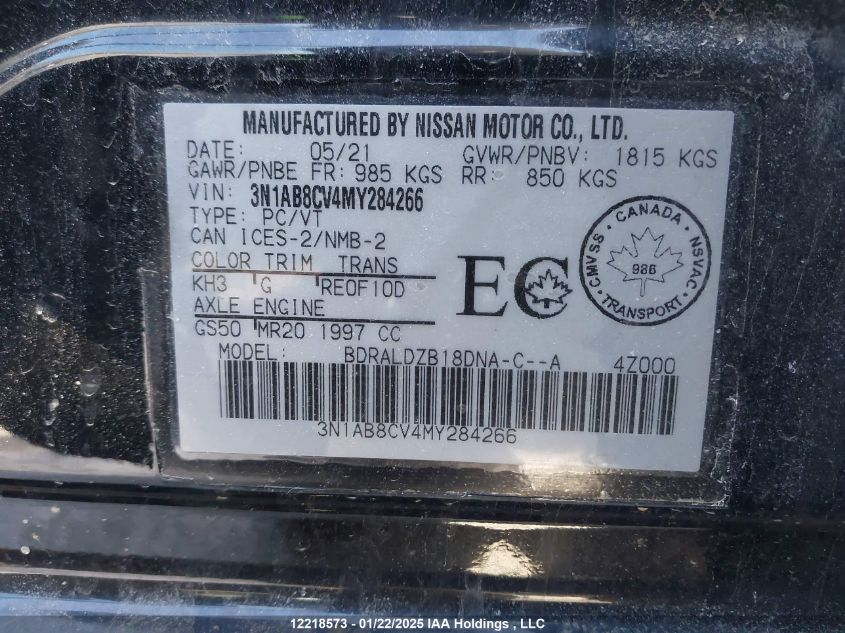 MANUFACTURED BY NISSAN MOTOR CO., LTD.
DATE: 05/21 GVWR/PNBV: 1815 KGS
GAWR/PNBE FR: 985 KGS RR: 850 KGS
VIN: 3N1AB8CV4MY284266
TYPE: PC/VT
CAN ICES-2/NMB-2
COLOR TRIM TRANS
KH3 G RE0F10D
AXLE ENGINE
GS50 MR20 1997 CC
EC
CANADA
CMVSS NSVAC
986
TRANSPORT
MODEL: BDRALDZB18DNA-C--A 4Z000
3N1AB8CV4MY284266
12218573 - 01/22/2025 IAA Holdings, LLC